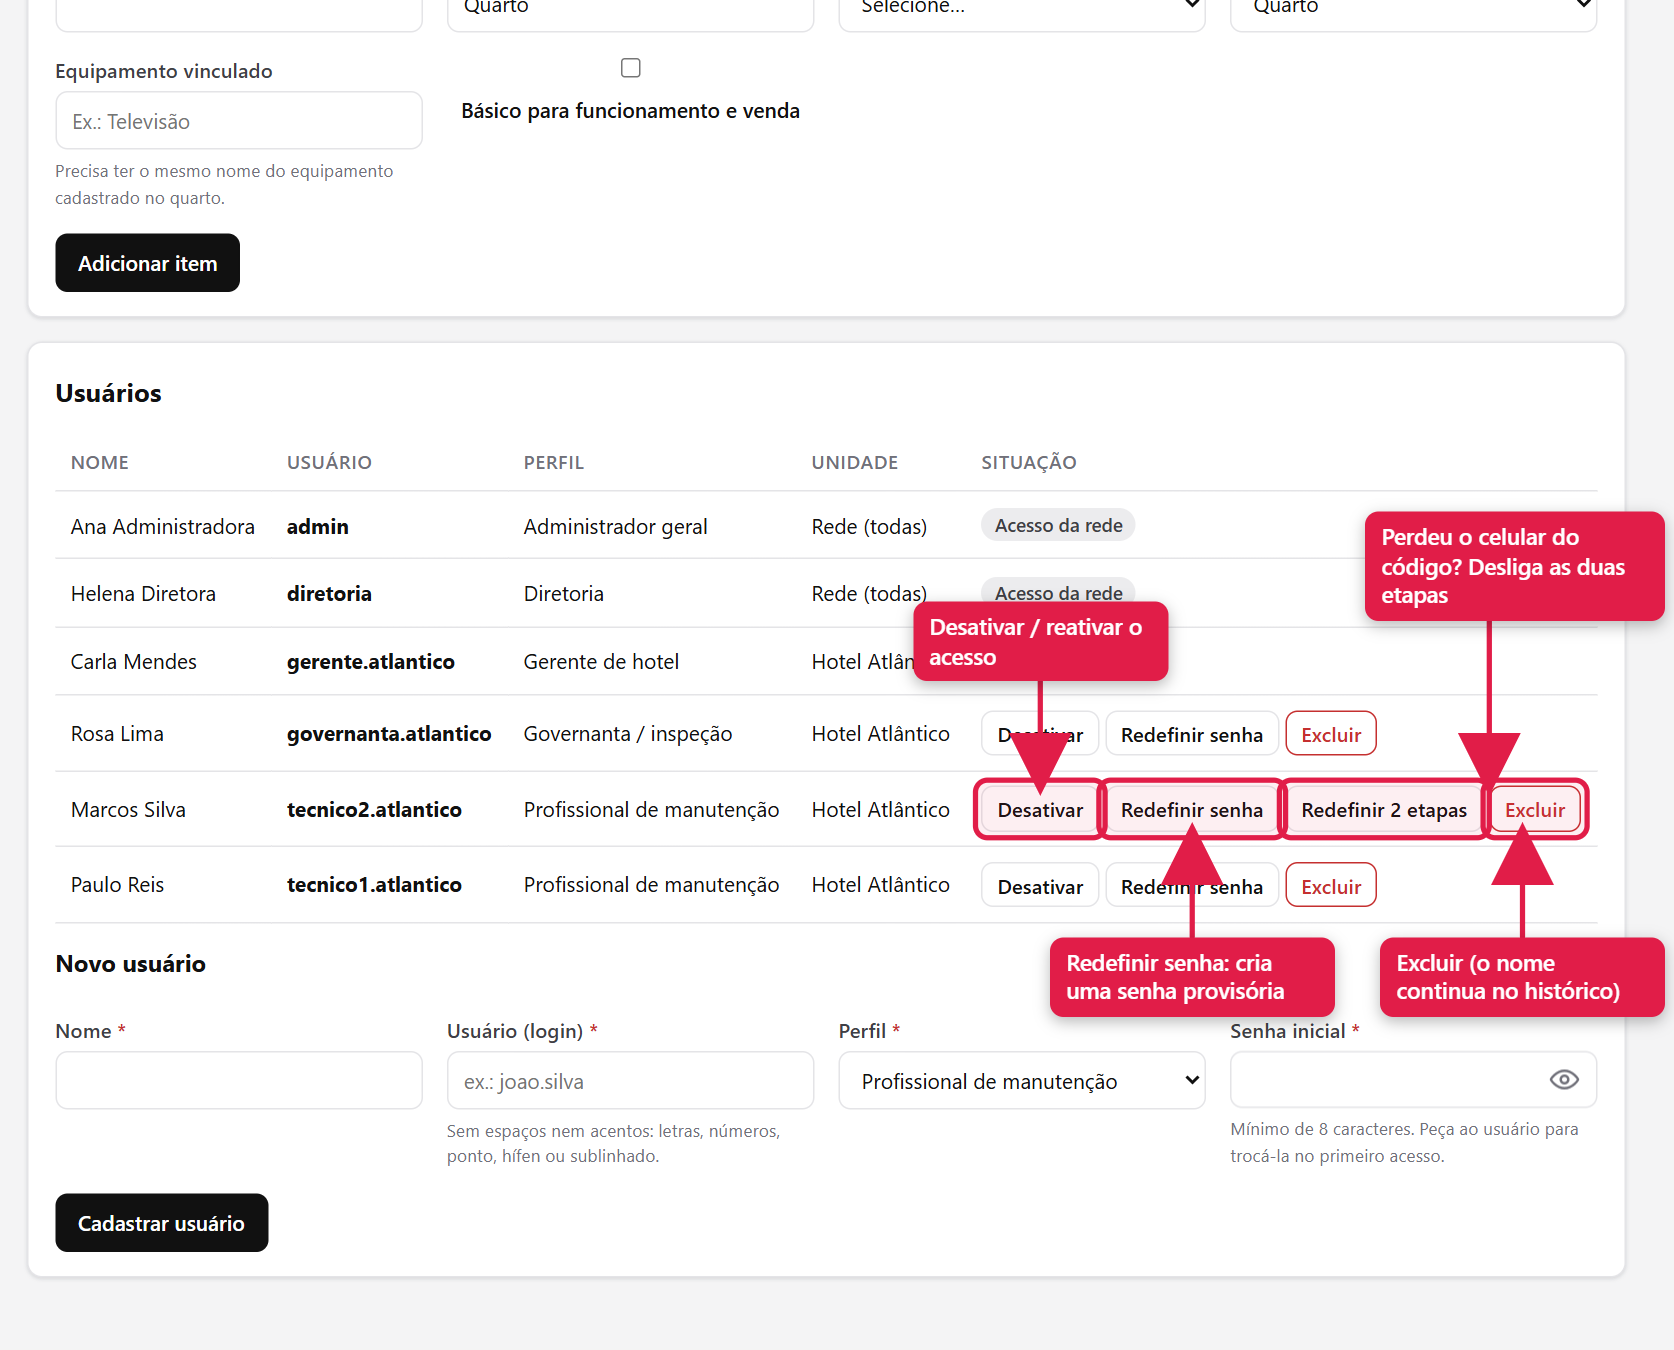 Quarto
Selecione...
Quarto
Equipamento vinculado
Ex.: Televisão
Precisa ter o mesmo nome do equipamento
cadastrado no quarto.
Básico para funcionamento e venda
Adicionar item
Usuários
NOME USUÁRIO PERFIL UNIDADE SITUAÇÃO
Ana Administradora admin Administrador geral Rede (todas) Acesso da rede
Helena Diretora diretoria Diretoria Rede (todas) Acesso da rede
Carla Mendes gerente.atlantico Gerente de hotel Hotel
Rosa Lima governanta.atlantico Governanta / inspeção Hotel Atlântico Desativar Redefinir senha Excluir
Marcos Silva tecnico2.atlantico Profissional de manutenção Hotel Atlântico Desativar Redefinir senha Redefinir 2 etapas Excluir
Paulo Reis tecnico1.atlantico Profissional de manutenção Hotel Atlântico Desativar Redefinir senha Excluir
Perdeu o celular do
código? Desliga as duas
etapas
Desativar / reativar o
acesso
Redefinir senha: cria
uma senha provisória
Excluir (o nome
continua no histórico)
Novo usuário
Nome *
Usuário (login) *
ex.: joao.silva
Sem espaços nem acentos: letras, números,
ponto, hífen ou sublinhado.
Perfil *
Profissional de manutenção
Senha inicial *
Mínimo de 8 caracteres. Peça ao usuário para
trocá-la no primeiro acesso.
Cadastrar usuário